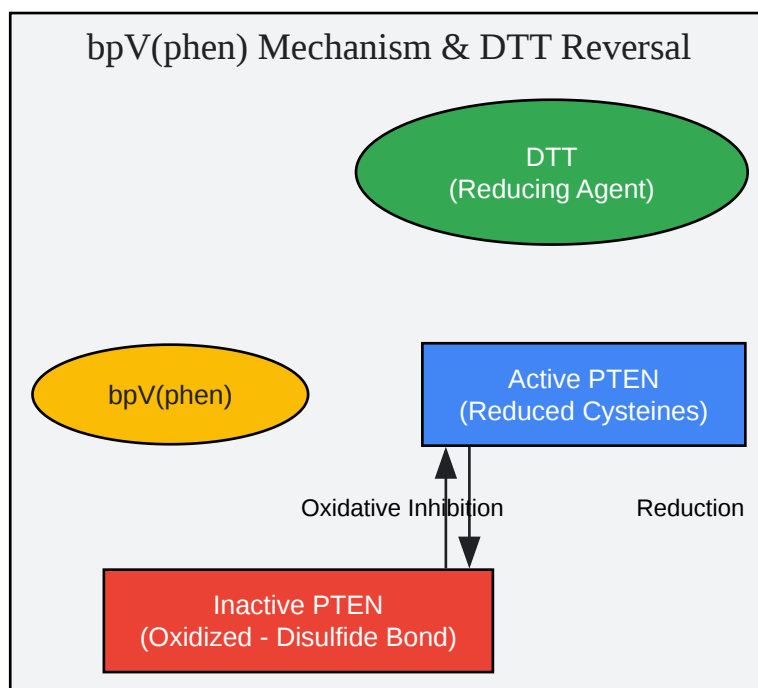 bpV(phen) Mechanism & DTT Reversal
DTT
(Reducing Agent)
bpV(phen)
Active PTEN
(Reduced Cysteines)
Oxidative Inhibition
Reduction
Inactive PTEN
(Oxidized - Disulfide Bond)